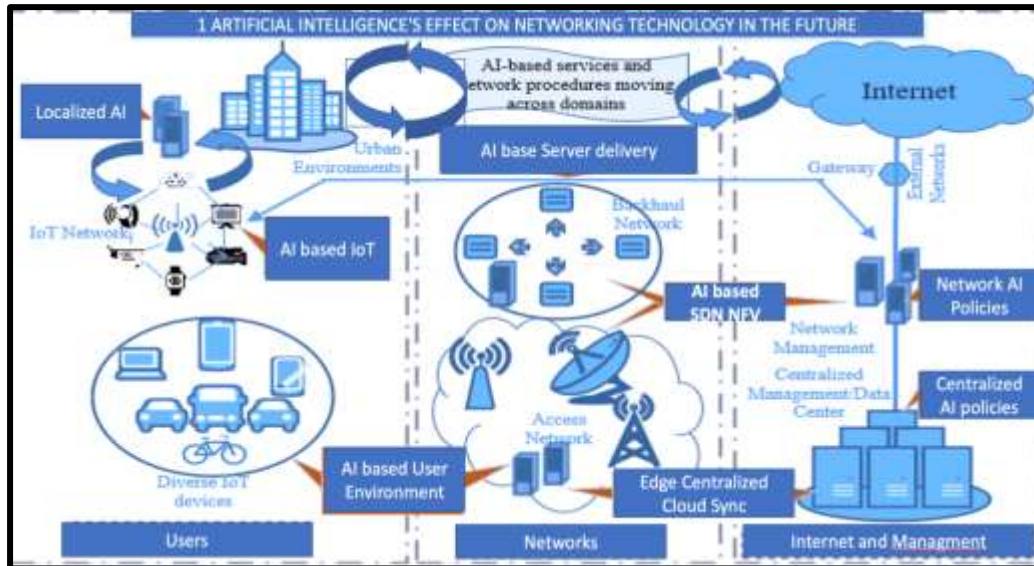 1 ARTIFICIAL INTELLIGENCE'S EFFECT ON NETWORKING TECHNOLOGY IN THE FUTURE
AI-based services and
network procedures moving
across domains
Internet
Localized AI
Urban
Environments
AI base Server delivery
Gateway
External
Networks
IoT Network
AI based IoT
Backhaul
Network
AI based
SDN NFV
Network AI
Policies
Network
Management
Centralized
Management/Data
Center
Centralized
AI policies
Access
Network
Diverse IoT
devices
AI based User
Environment
Edge Centralized
Cloud Sync
Users
Networks
Internet and Managment